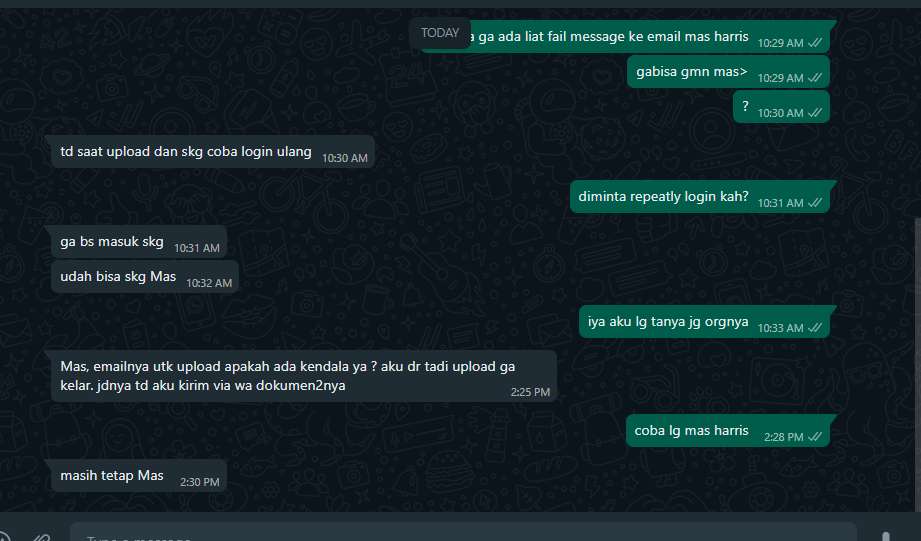 TODAY
a ga ada liat fail message ke email mas harris 10:29 AM
gabisa gmn mas> 10:29 AM
? 10:30 AM
td saat upload dan skg coba login ulang 10:30 AM
diminta repeatly login kah? 10:31 AM
ga bs masuk skg 10:31 AM
udah bisa skg Mas 10:32 AM
iya aku lg tanya jg orgnya 10:33 AM
Mas, emailnya utk upload apakah ada kendala ya ? aku dr tadi upload ga
kelar. jdnya td aku kirim via wa dokumen2nya
2:25 PM
coba lg mas harris 2:28 PM
masih tetap Mas 2:30 PM
Type a message